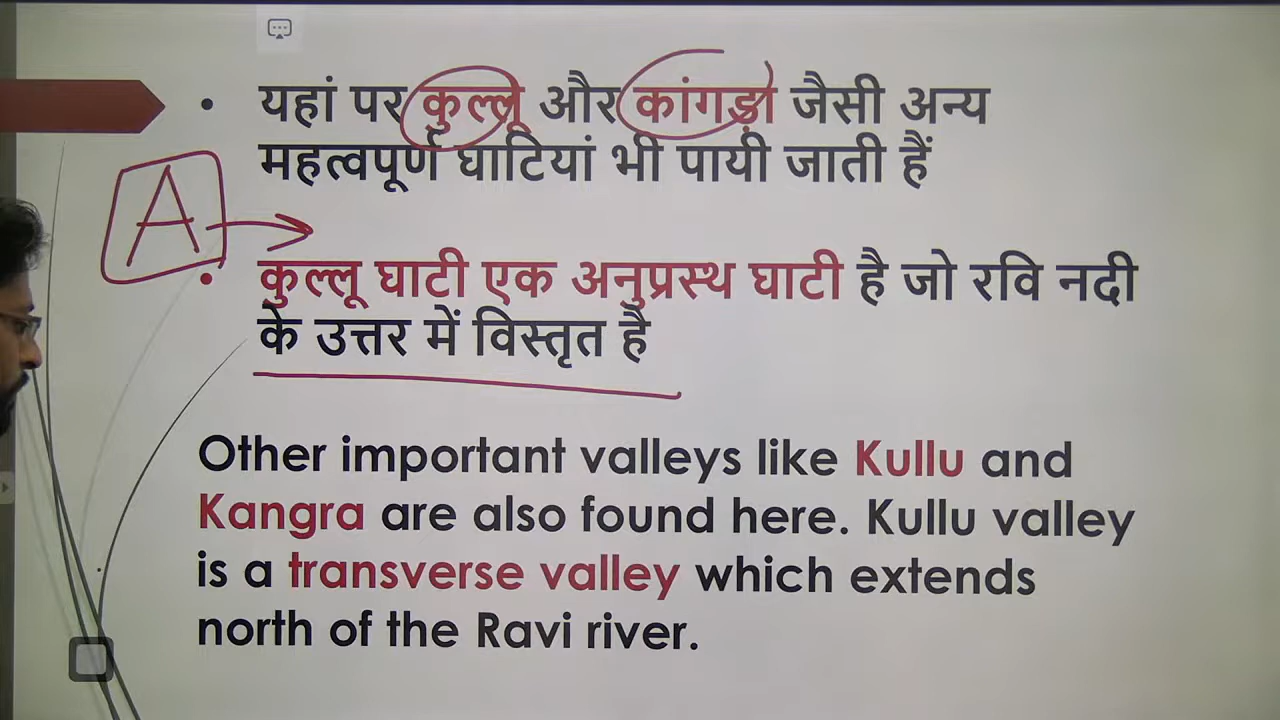 • यहां पर कुल्लू और कांगड़ा जैसी अन्य
महत्वपूर्ण घाटियां भी पायी जाती हैं
A
• कुल्लू घाटी एक अनुप्रस्थ घाटी है जो रवि नदी
के उत्तर में विस्तृत है
Other important valleys like Kullu and
Kangra are also found here. Kullu valley
is a transverse valley which extends
north of the Ravi river.